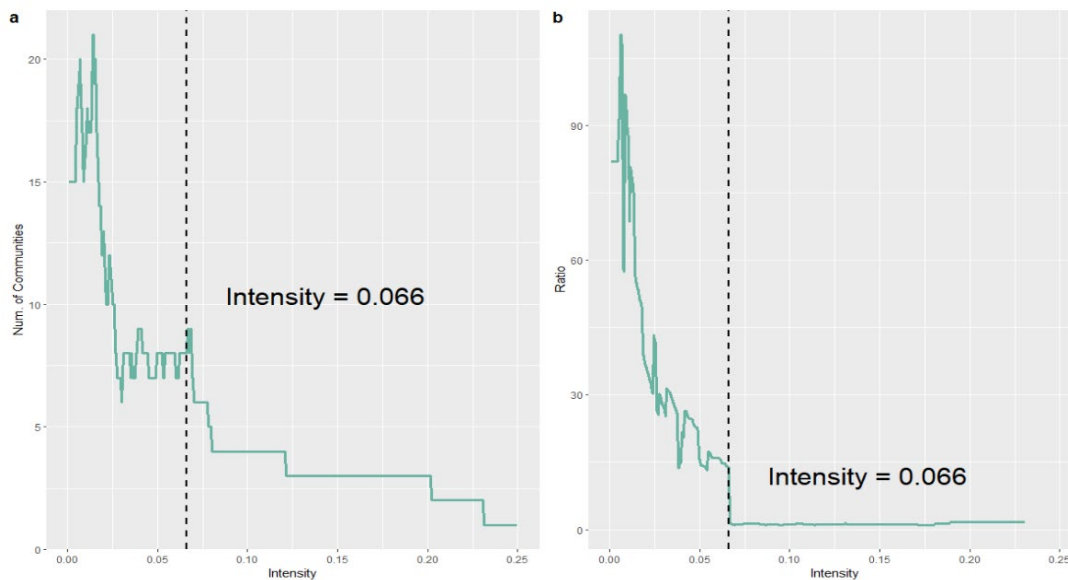 a
20
15
10
5
0
Num. of Communities
Intensity = 0.066
0.00 0.05 0.10 0.15 0.20 0.25
Intensity
b
90
60
30
0
Ratio
Intensity = 0.066
0.00 0.05 0.10 0.15 0.20 0.25
Intensity